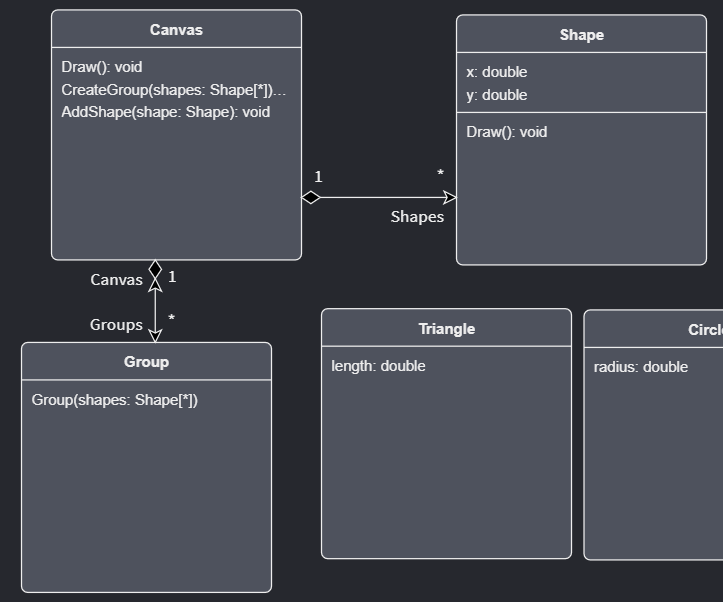 Canvas
Draw(): void
CreateGroup(shapes: Shape[*])...
AddShape(shape: Shape): void
Shape
x: double
y: double
Draw(): void
1
*
Shapes
Canvas
1
Groups
*
Group
Group(shapes: Shape[*])
Triangle
length: double
radius: double